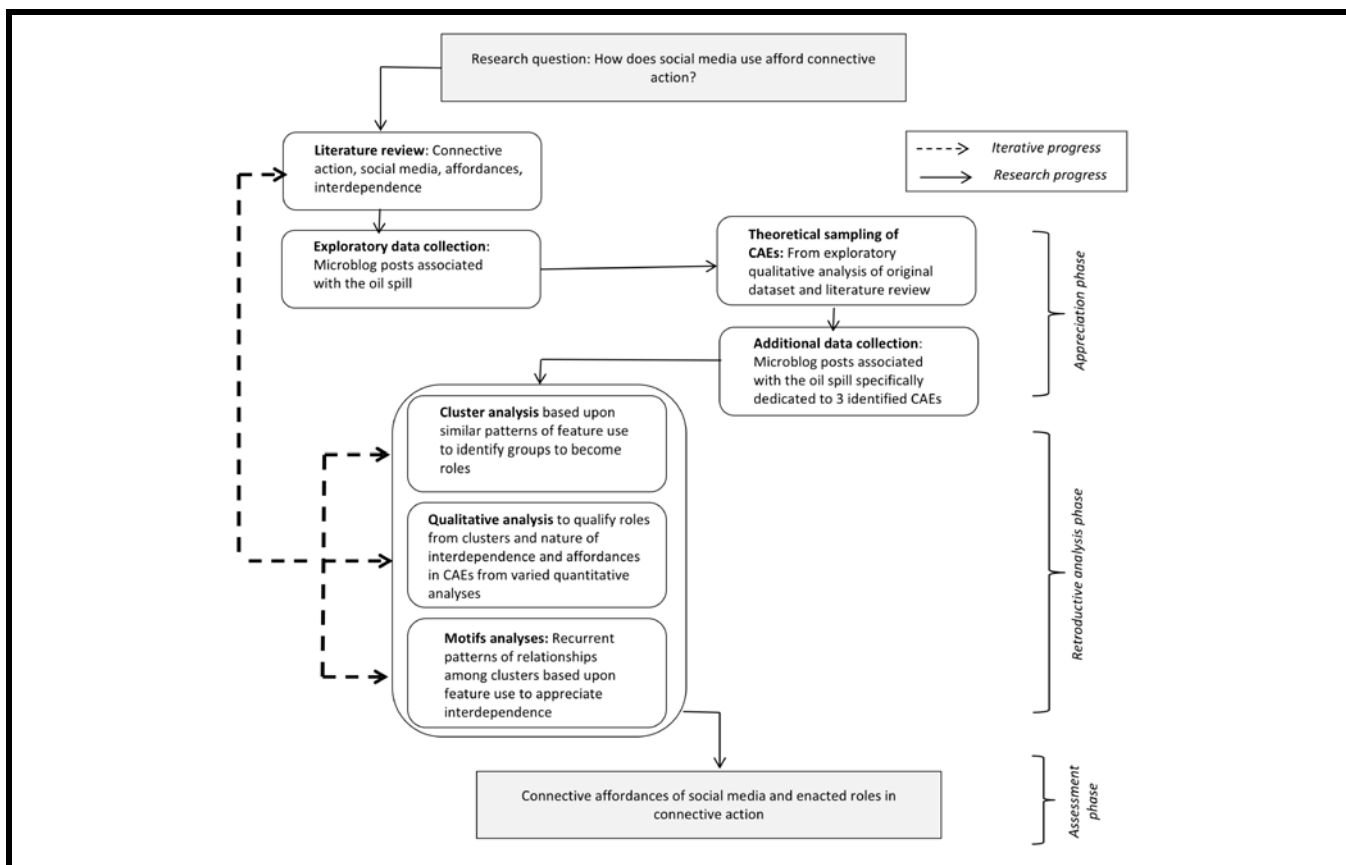 Research question: How does social media use afford connective
action?
Literature review: Connective
action, social media, affordances,
interdependence
Iterative progress
Research progress
Exploratory data collection:
Microblog posts associated
with the oil spill
Theoretical sampling of
CAEs: From exploratory
qualitative analysis of original
dataset and literature review
Additional data collection:
Microblog posts associated
with the oil spill specifically
dedicated to 3 identified CAEs
Appreciation phase
Cluster analysis based upon
similar patterns of feature use
to identify groups to become
roles
Qualitative analysis to qualify roles
from clusters and nature of
interdependence and affordances
in CAEs from varied quantitative
analyses
Motifs analyses: Recurrent
patterns of relationships
among clusters based upon
feature use to appreciate
interdependence
Retroductive analysis phase
Connective affordances of social media and enacted roles in
connective action
Assessment
phase